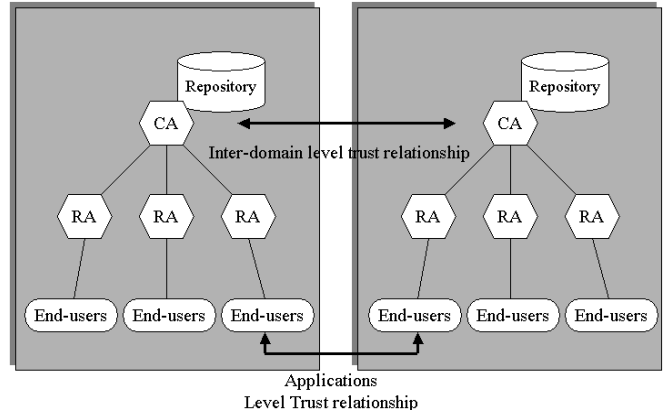 Repository
Repository
CA
CA
Inter-domain level trust relationship
RA
RA
RA
RA
RA
RA
End-users
End-users
End-users
End-users
End-users
End-users
Applications
Level Trust relationship